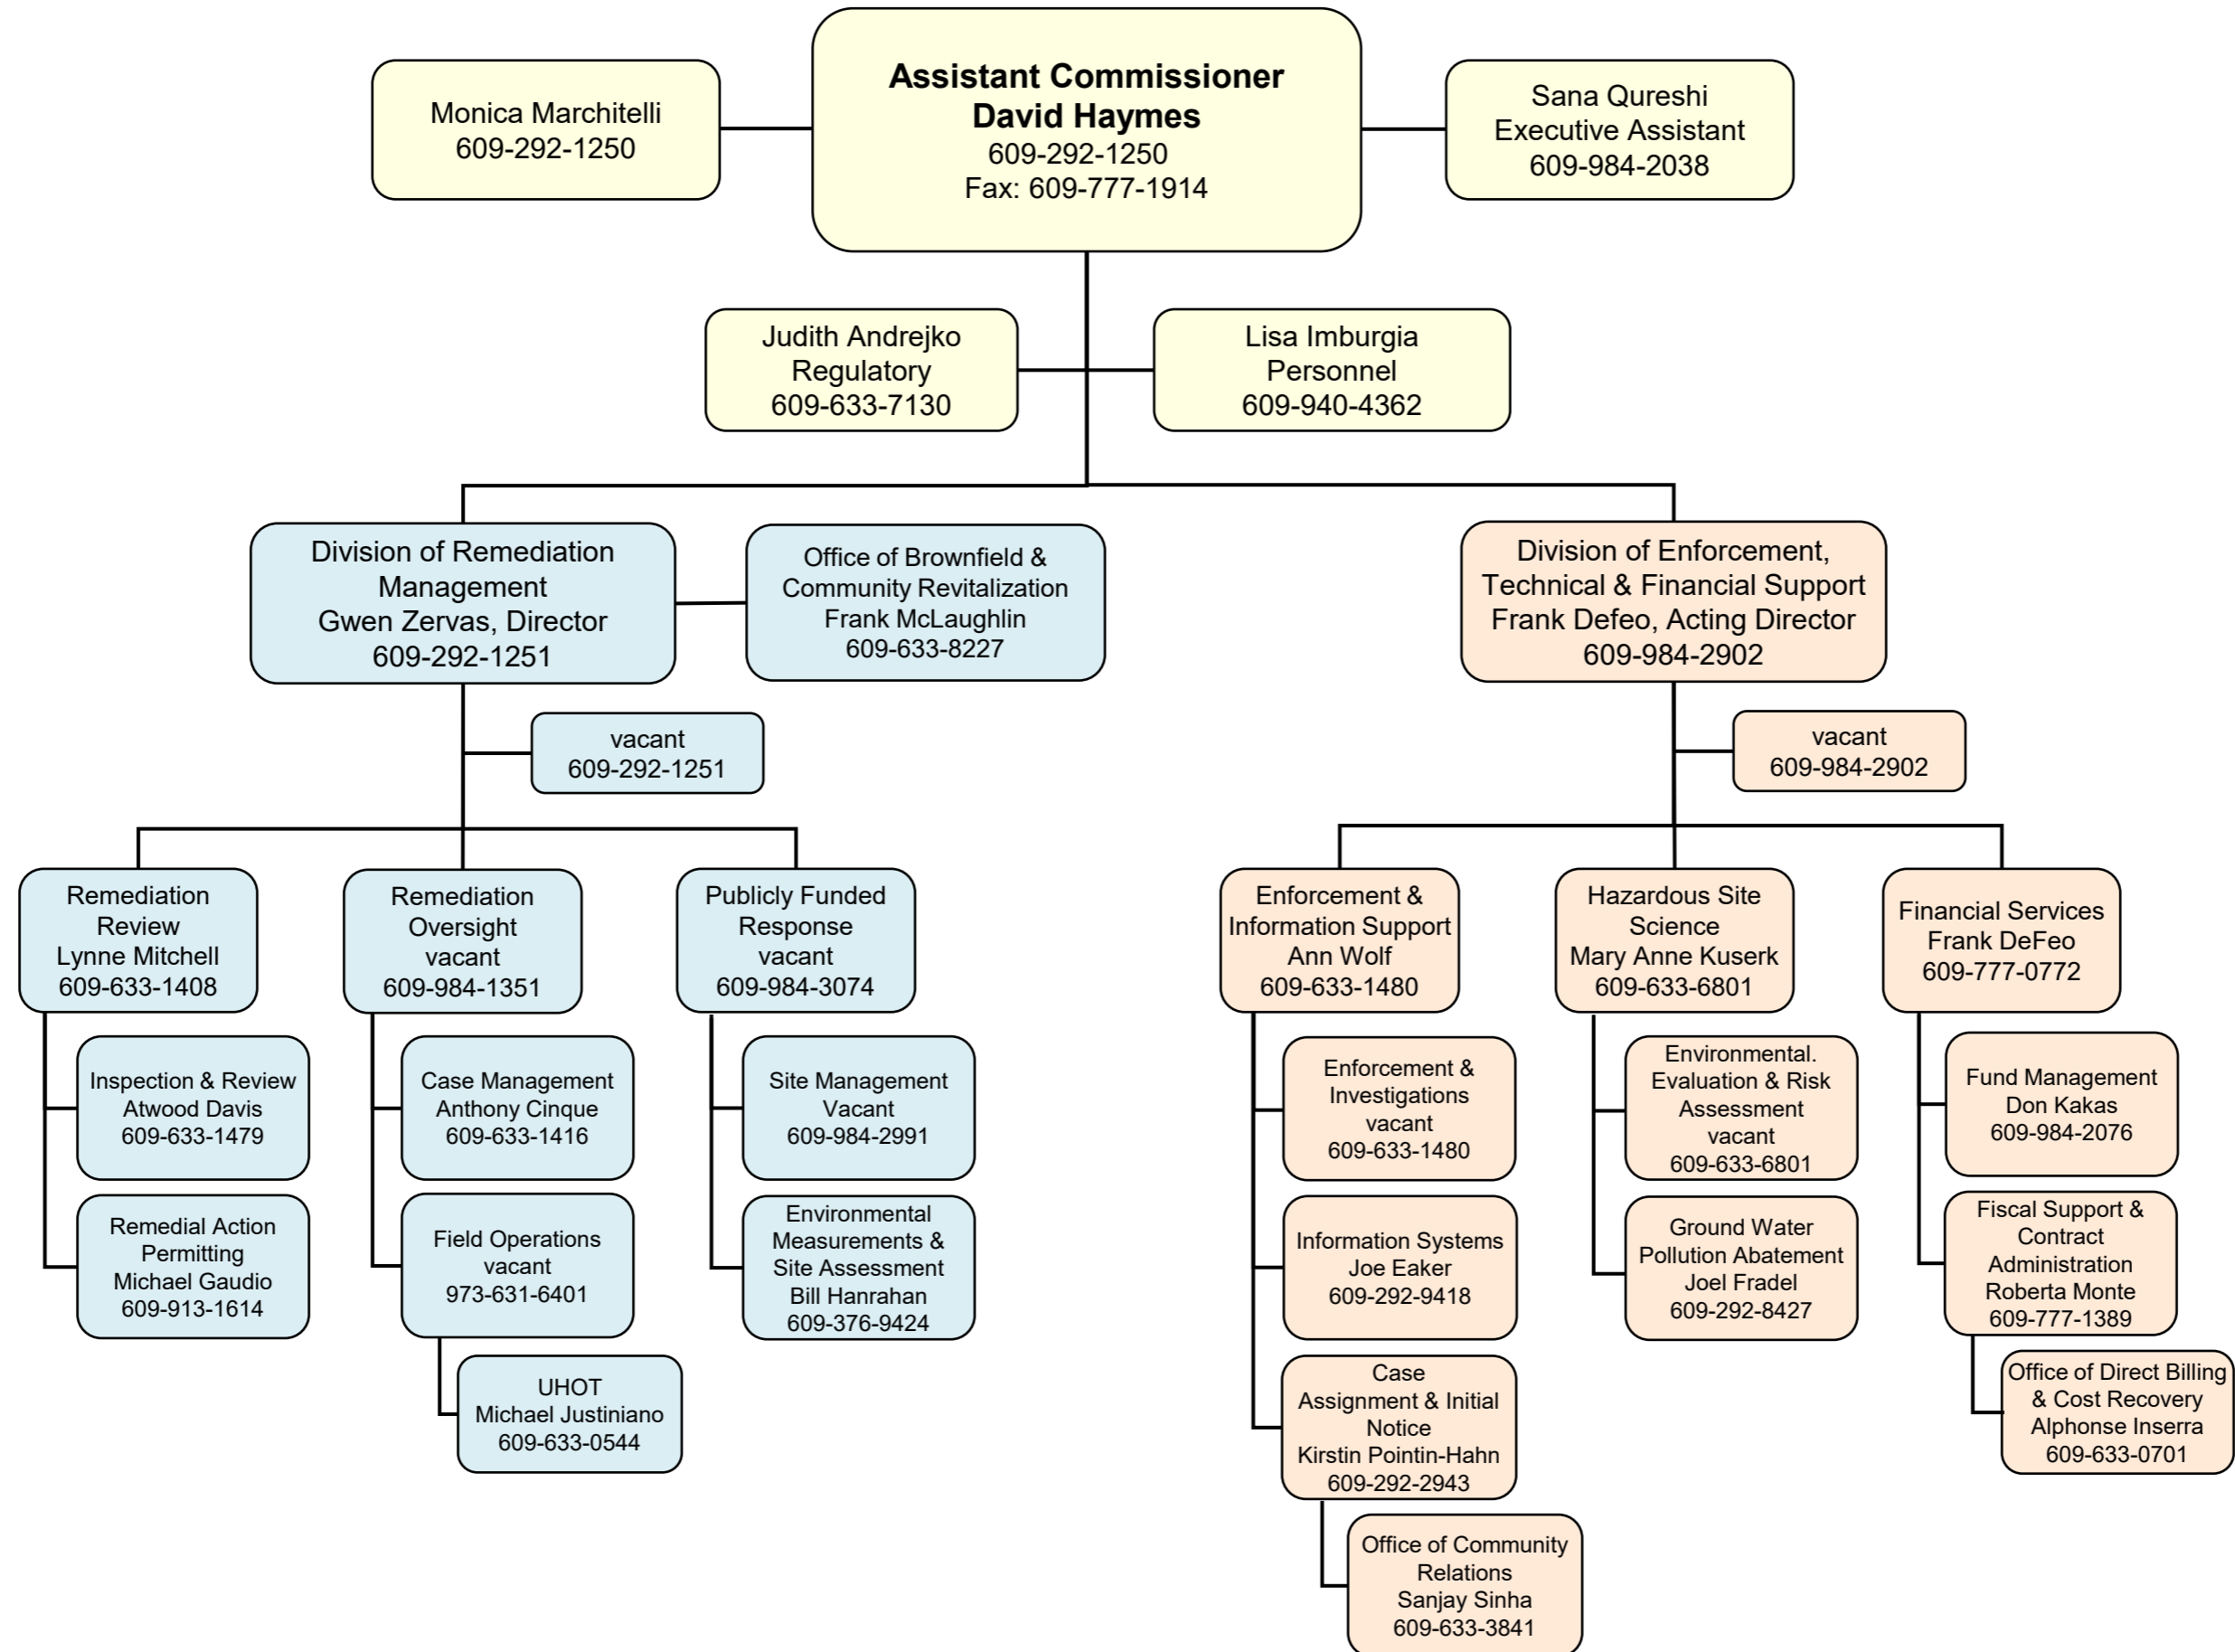 Assistant Commissioner
David Haymes
609-292-1250
Fax: 609-777-1914
Monica Marchitelli
609-292-1250
Sana Qureshi
Executive Assistant
609-984-2038
Judith Andrejko
Regulatory
609-633-7130
Lisa Imburgia
Personnel
609-940-4362
Division of Remediation
Management
Gwen Zervas, Director
609-292-1251
Office of Brownfield &
Community Revitalization
Frank McLaughlin
609-633-8227
Division of Enforcement,
Technical & Financial Support
Frank Defeo, Acting Director
609-984-2902
vacant
609-292-1251
vacant
609-984-2902
Remediation
Review
Lynne Mitchell
609-633-1408
Inspection & Review
Atwood Davis
609-633-1479
Remedial Action
Permitting
Michael Gaudio
609-913-1614
Remediation
Oversight
vacant
609-984-1351
Case Management
Anthony Cinque
609-633-1416
Field Operations
vacant
973-631-6401
UHOT
Michael Justiniano
609-633-0544
Publicly Funded
Response
vacant
609-984-3074
Site Management
Vacant
609-984-2991
Environmental
Measurements &
Site Assessment
Bill Hanrahan
609-376-9424
Enforcement &
Information Support
Ann Wolf
609-633-1480
Enforcement &
Investigations
vacant
609-633-1480
Information Systems
Joe Eaker
609-292-9418
Case
Assignment & Initial
Notice
Kirstin Pointin-Hahn
609-292-2943
Office of Community
Relations
Sanjay Sinha
609-633-3841
Hazardous Site
Science
Mary Anne Kuserk
609-633-6801
Environmental.
Evaluation & Risk
Assessment
vacant
609-633-6801
Ground Water
Pollution Abatement
Joel Fradel
609-292-8427
Financial Services
Frank DeFeo
609-777-0772
Fund Management
Don Kakas
609-984-2076
Fiscal Support &
Contract
Administration
Roberta Monte
609-777-1389
Office of Direct Billing
& Cost Recovery
Alphonse Inserra
609-633-0701